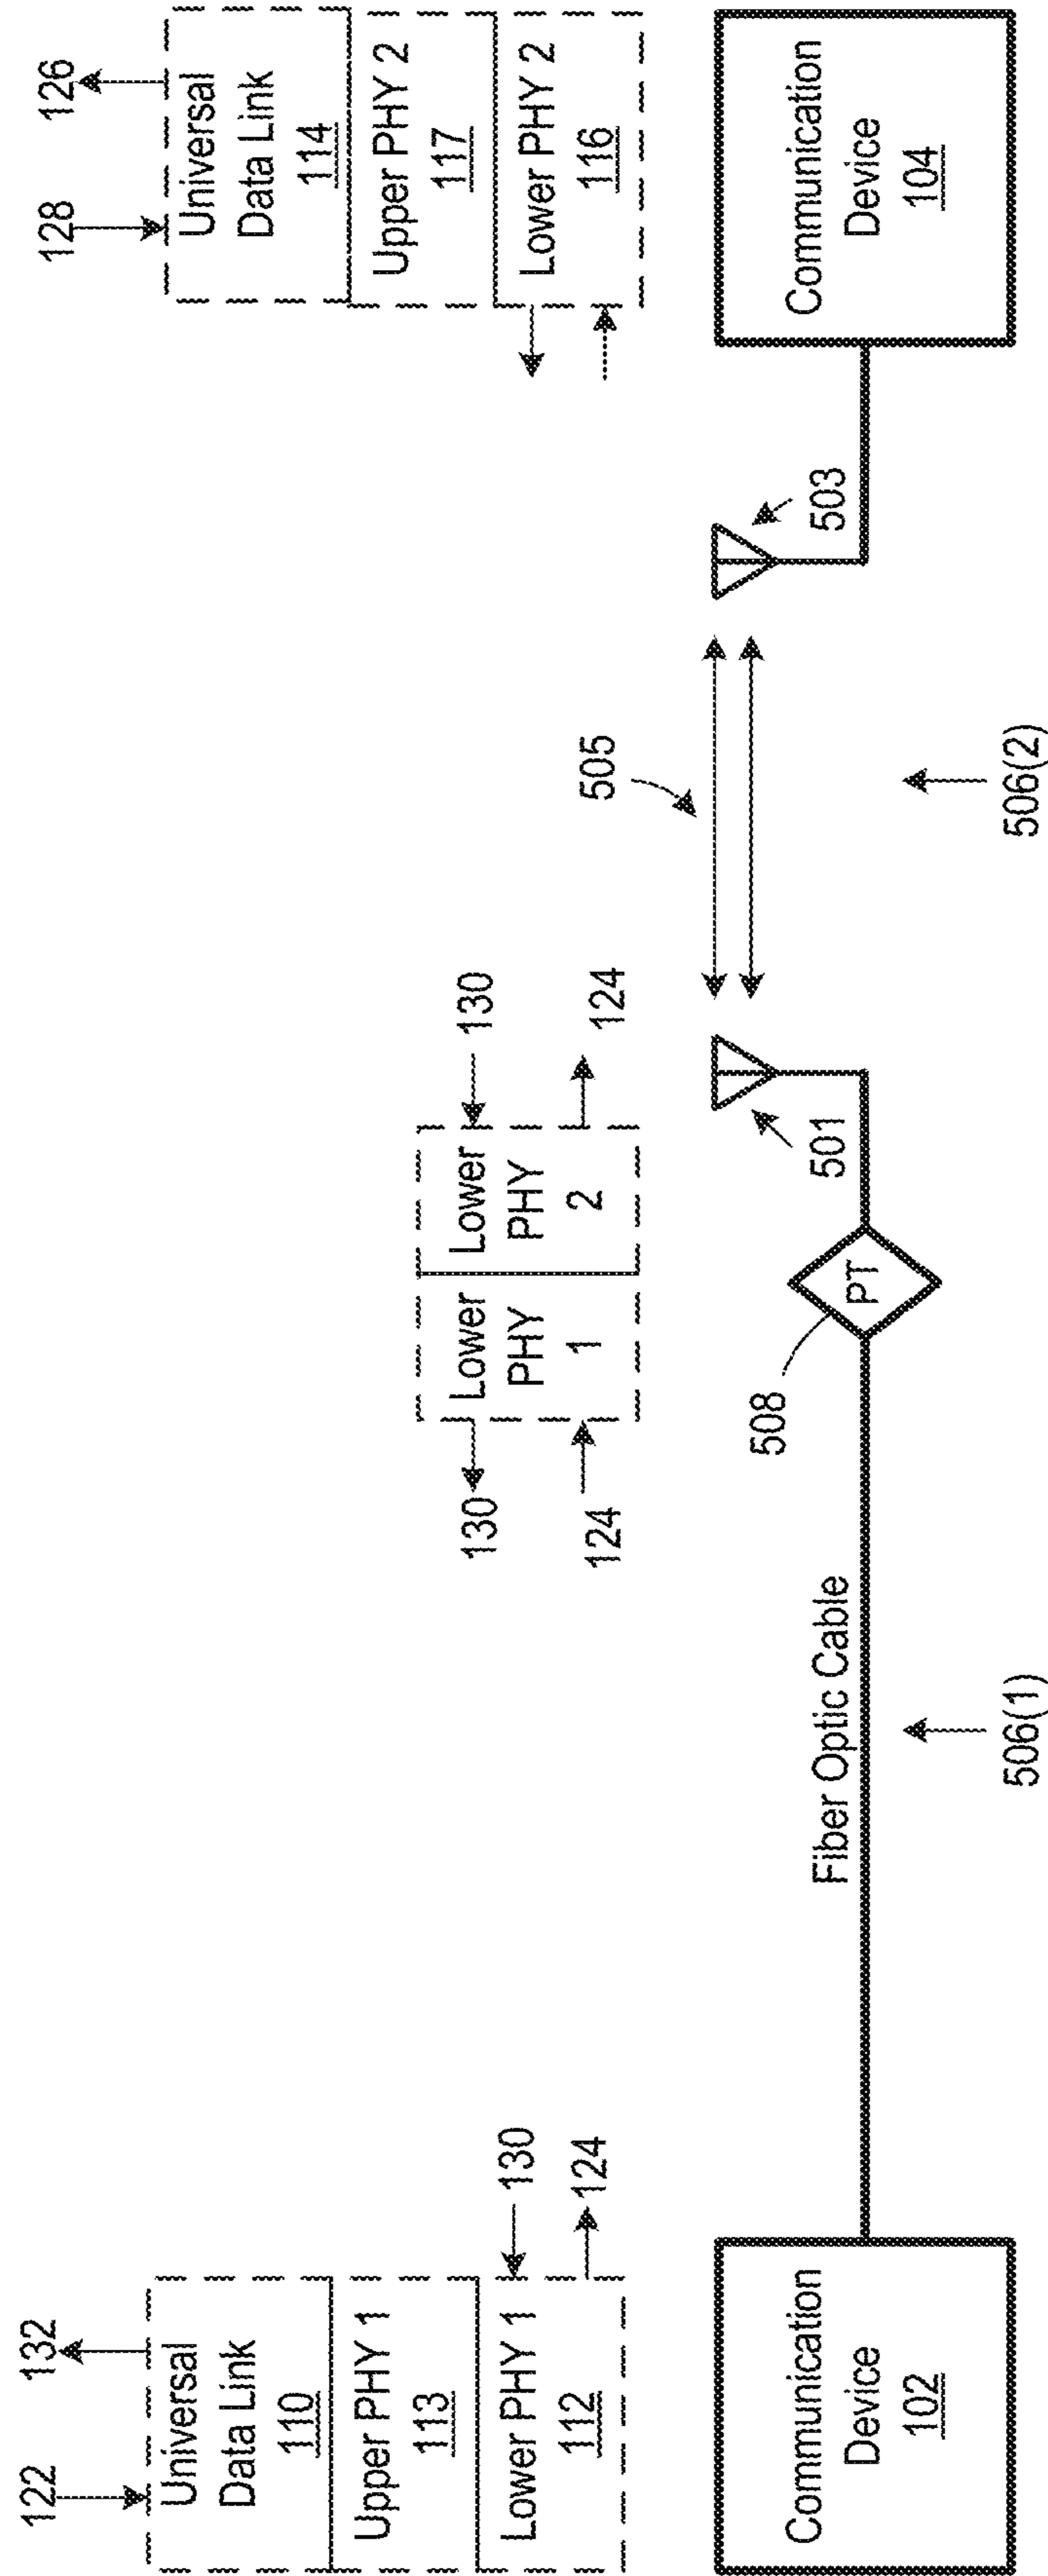 122
132
Universal
Data Link
110
Upper PHY 1
113
Lower PHY 1
112
130
124
130
124
Lower
PHY
1
Lower
PHY
2
130
124
128
126
Universal
Data Link
114
Upper PHY 2
117
Lower PHY 2
116
Communication
Device
102
Fiber Optic Cable
506(1)
508
PT
501
505
506(2)
503
Communication
Device
104